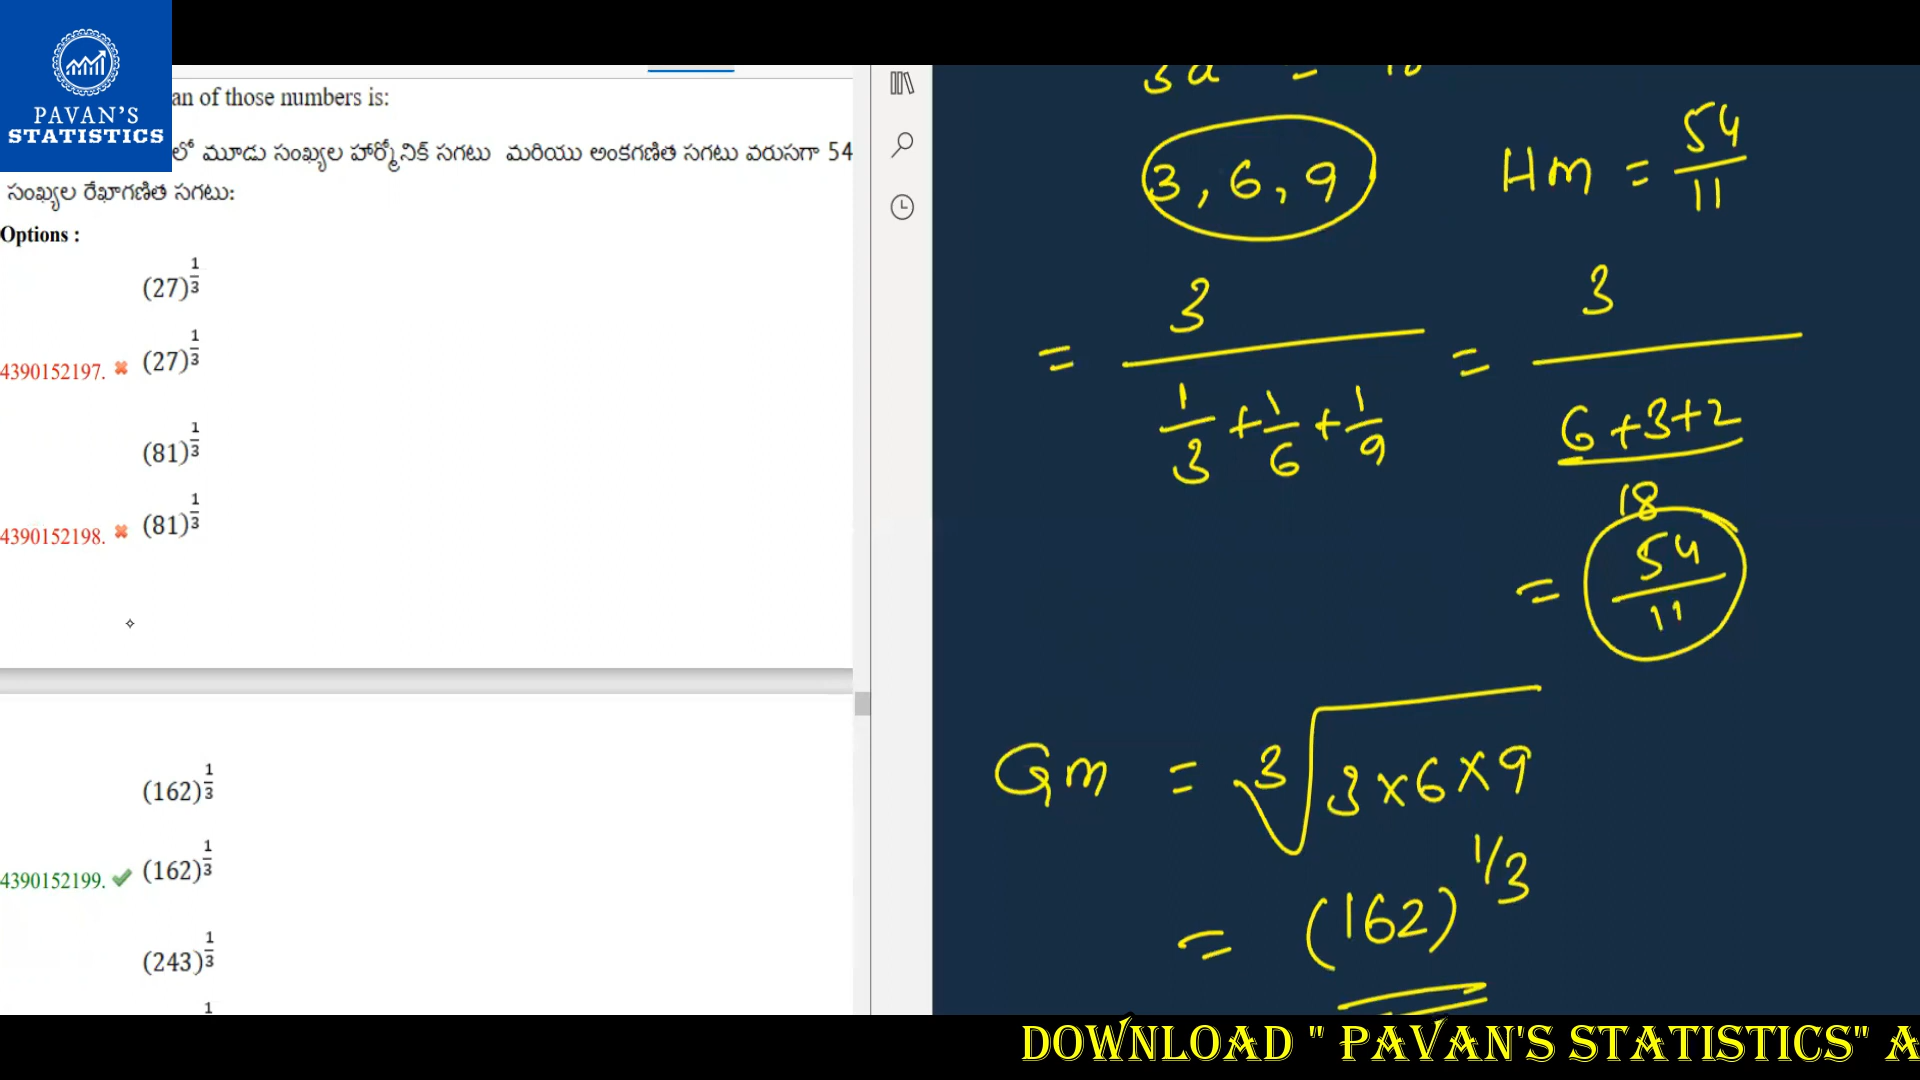 PAVAN'S
STATISTICS
an of those numbers is:
లో మూడు సంఖ్యల హార్మోనిక్ సగటు మరియు అంకగణిత సగటు వరుసగా 54
సంఖ్యల రేఖాగణిత సగటు:
Options :
(27)^1/3
4390152197. ✖ (27)^1/3
(81)^1/3
4390152198. ✖ (81)^1/3
(162)^1/3
4390152199. ✔ (162)^1/3
(243)^1/3
1
3, 6, 9
Hm = 54/11
= 3/(1/3 + 1/6 + 1/9) = 3/((6+3+2)/18)
= 54/11
Gm = ∛(3×6×9)
= (162)^1/3
DOWNLOAD " PAVAN'S STATISTICS" A